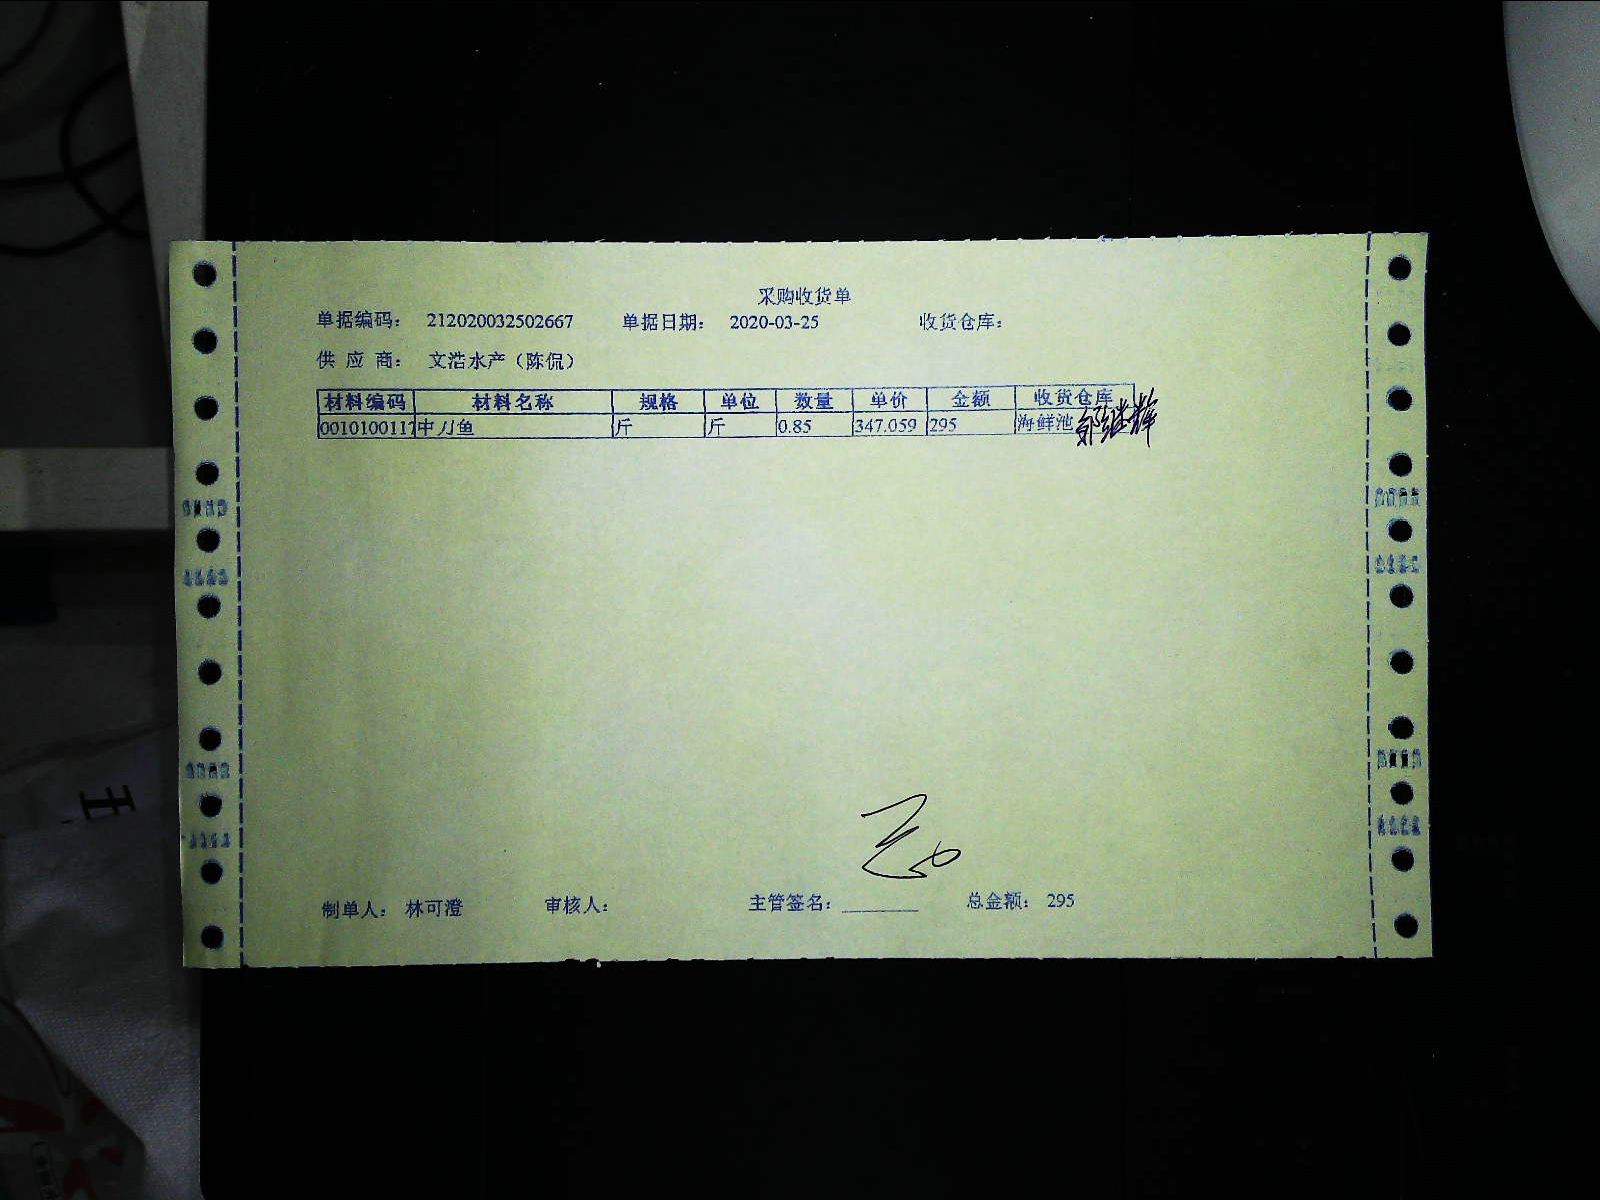 采购收货单
单据编码： 212020032502667 单据日期： 2020-03-25 收货仓库：
供 应 商： 文浩水产（陈侃）
材料编码 材料名称 规格 单位 数量 单价 金额 收货仓库
0010100117 中刀鱼 斤 斤 0.85 347.059 295 海鲜池
制单人： 林可澄 审核人： 主管签名：________ 总金额： 295